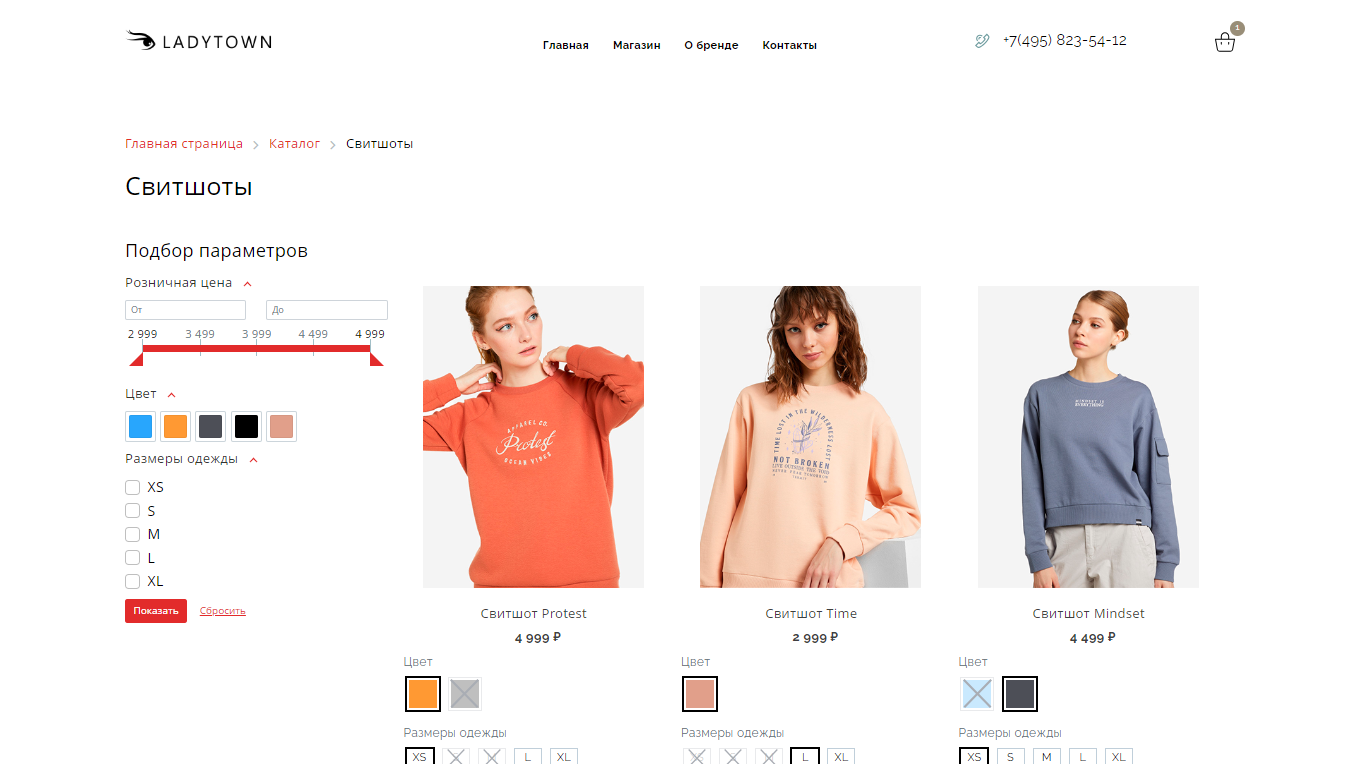 LADYTOWN
Главная Магазин О бренде Контакты
+7(495) 823-54-12
1
Главная страница Каталог Свитшоты
Свитшоты
Подбор параметров
Розничная цена
От До
2 999 3 499 3 999 4 499 4 999
Цвет
Размеры одежды
XS
S
M
L
XL
Показать Сбросить
APPAREL CO.
Protest
OCEAN VIBES
TIME LOST IN THE WILDERNESS LOST
NOT BROKEN
LIVE OUTSIDE THE VOID
MINDSET IS
EVERYTHING
Свитшот Protest
4 999 ₽
Цвет
Размеры одежды
XS L XL
Свитшот Time
2 999 ₽
Цвет
Размеры одежды
L XL
Свитшот Mindset
4 499 ₽
Цвет
Размеры одежды
XS S M L XL